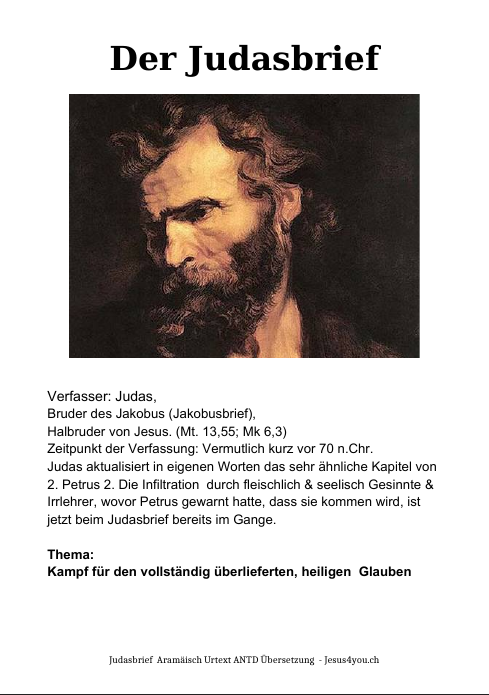 Der Judasbrief
Verfasser: Judas,
Bruder des Jakobus (Jakobusbrief),
Halbruder von Jesus. (Mt. 13,55; Mk 6,3)
Zeitpunkt der Verfassung: Vermutlich kurz vor 70 n.Chr.
Judas aktualisiert in eigenen Worten das sehr ähnliche Kapitel von
2. Petrus 2. Die Infiltration  durch fleischlich & seelisch Gesinnte &
Irrlehrer, wovor Petrus gewarnt hatte, dass sie kommen wird, ist
jetzt beim Judasbrief bereits im Gange.
Thema:
Kampf für den vollständig überlieferten, heiligen  Glauben
Judasbrief  Aramäisch Urtext ANTD Übersetzung  - Jesus4you.ch